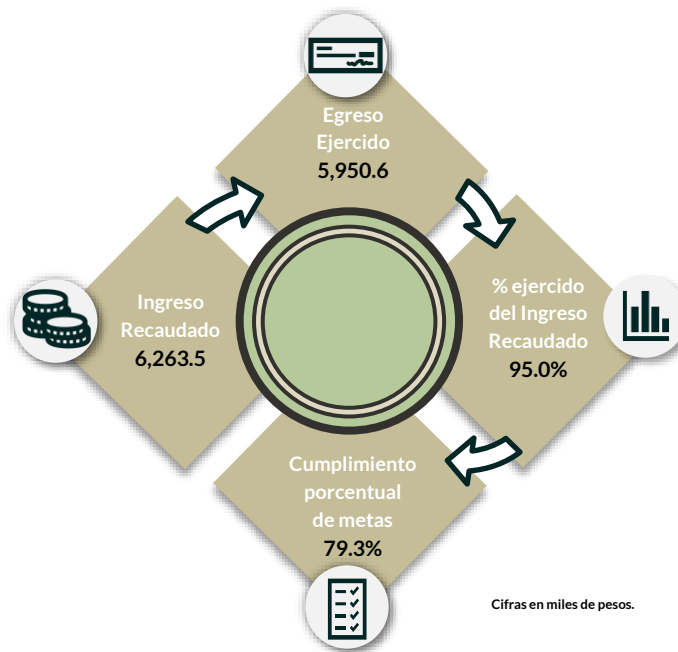 Egreso
Ejercido
5,950.6
Ingreso
Recaudado
6,263.5
% ejercido
del Ingreso
Recaudado
95.0%
Cumplimiento
porcentual
de metas
79.3%
Cifras en miles de pesos.